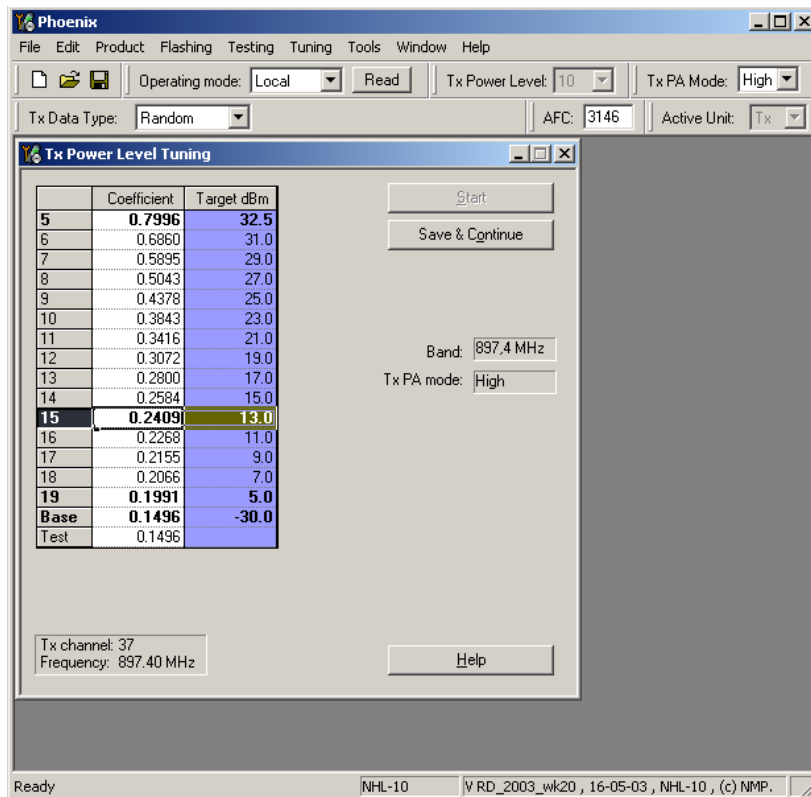 Phoenix
File Edit Product Flashing Testing Tuning Tools Window Help
Operating mode: Local Read Tx Power Level: 10 Tx PA Mode: High
Tx Data Type: Random AFC: 3146 Active Unit: Tx
Tx Power Level Tuning
Coefficient Target dBm
5 0.7996 32.5
6 0.6860 31.0
7 0.5895 29.0
8 0.5043 27.0
9 0.4378 25.0
10 0.3843 23.0
11 0.3416 21.0
12 0.3072 19.0
13 0.2800 17.0
14 0.2584 15.0
15 0.2409 13.0
16 0.2268 11.0
17 0.2155 9.0
18 0.2066 7.0
19 0.1991 5.0
Base 0.1496 -30.0
Test 0.1496
Start
Save & Continue
Band: 897,4 MHz
Tx PA mode: High
Tx channel: 37
Frequency: 897.40 MHz
Help
Ready NHL-10 V RD_2003_wk20 , 16-05-03 , NHL-10 , (c) NMP.